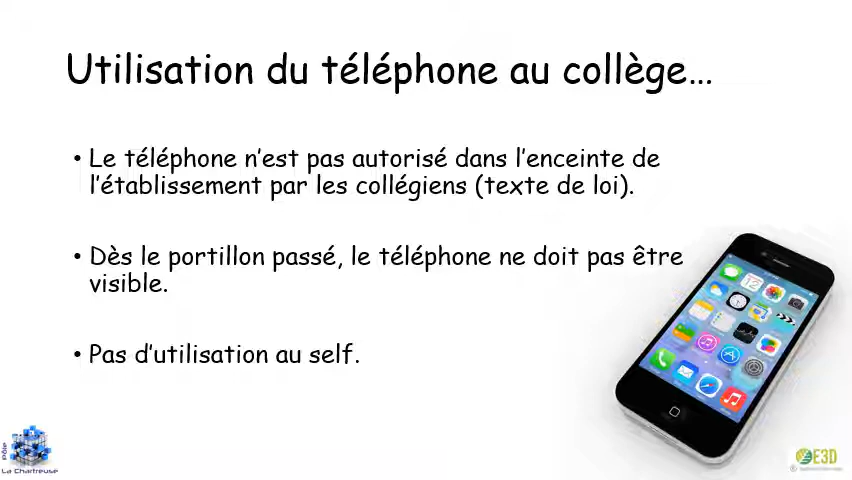 Utilisation du téléphone au collège…
• Le téléphone n’est pas autorisé dans l’enceinte de
l’établissement par les collégiens (texte de loi).
• Dès le portillon passé, le téléphone ne doit pas être
visible.
• Pas d’utilisation au self.
Pôle
La Chartreuse
E3D